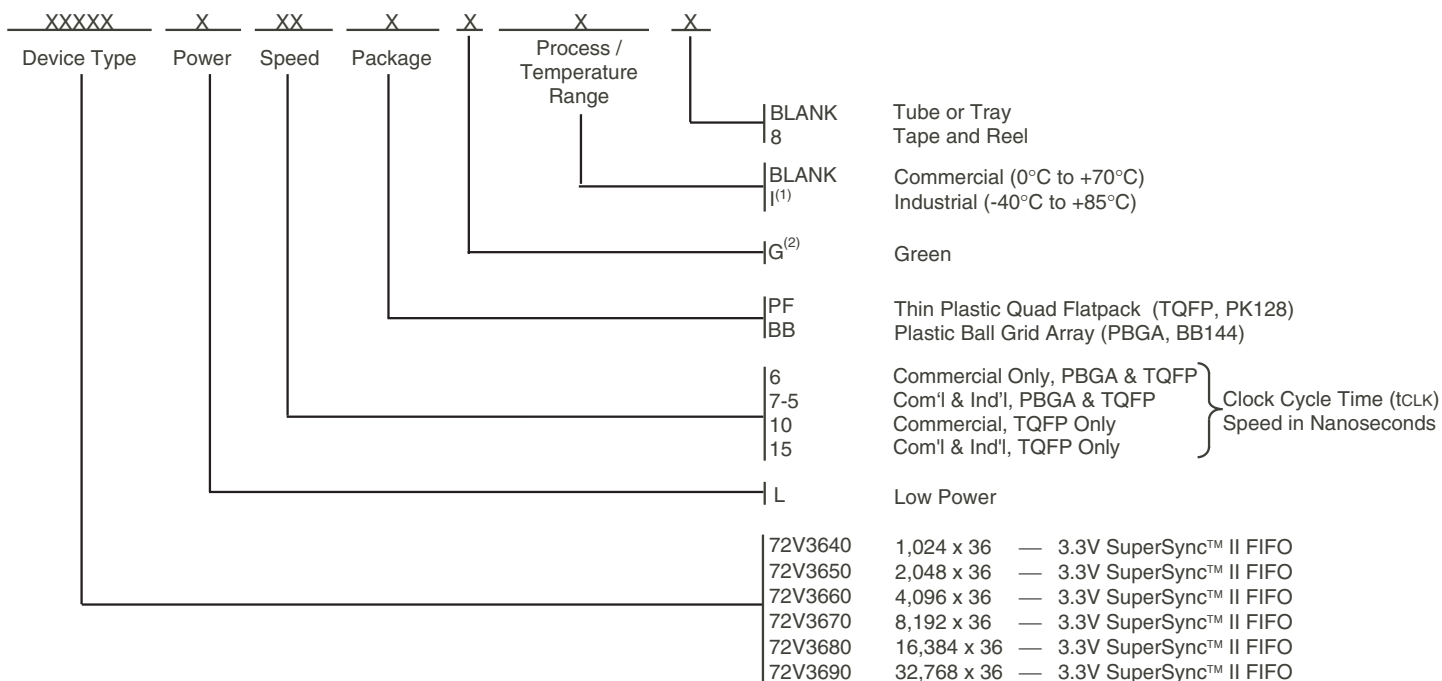 XXXXX X XX X X X X
Device Type Power Speed Package Process / Temperature Range
BLANK Tube or Tray
8 Tape and Reel
BLANK Commercial (0°C to +70°C)
I(1) Industrial (-40°C to +85°C)
G(2) Green
PF Thin Plastic Quad Flatpack (TQFP, PK128)
BB Plastic Ball Grid Array (PBGA, BB144)
6 Commercial Only, PBGA & TQFP
7-5 Com‘l & Ind’l, PBGA & TQFP
10 Commercial, TQFP Only
15 Com'l & Ind'l, TQFP Only
Clock Cycle Time (tCLK)
Speed in Nanoseconds
L Low Power
72V3640 1,024 x 36 — 3.3V SuperSync™ II FIFO
72V3650 2,048 x 36 — 3.3V SuperSync™ II FIFO
72V3660 4,096 x 36 — 3.3V SuperSync™ II FIFO
72V3670 8,192 x 36 — 3.3V SuperSync™ II FIFO
72V3680 16,384 x 36 — 3.3V SuperSync™ II FIFO
72V3690 32,768 x 36 — 3.3V SuperSync™ II FIFO